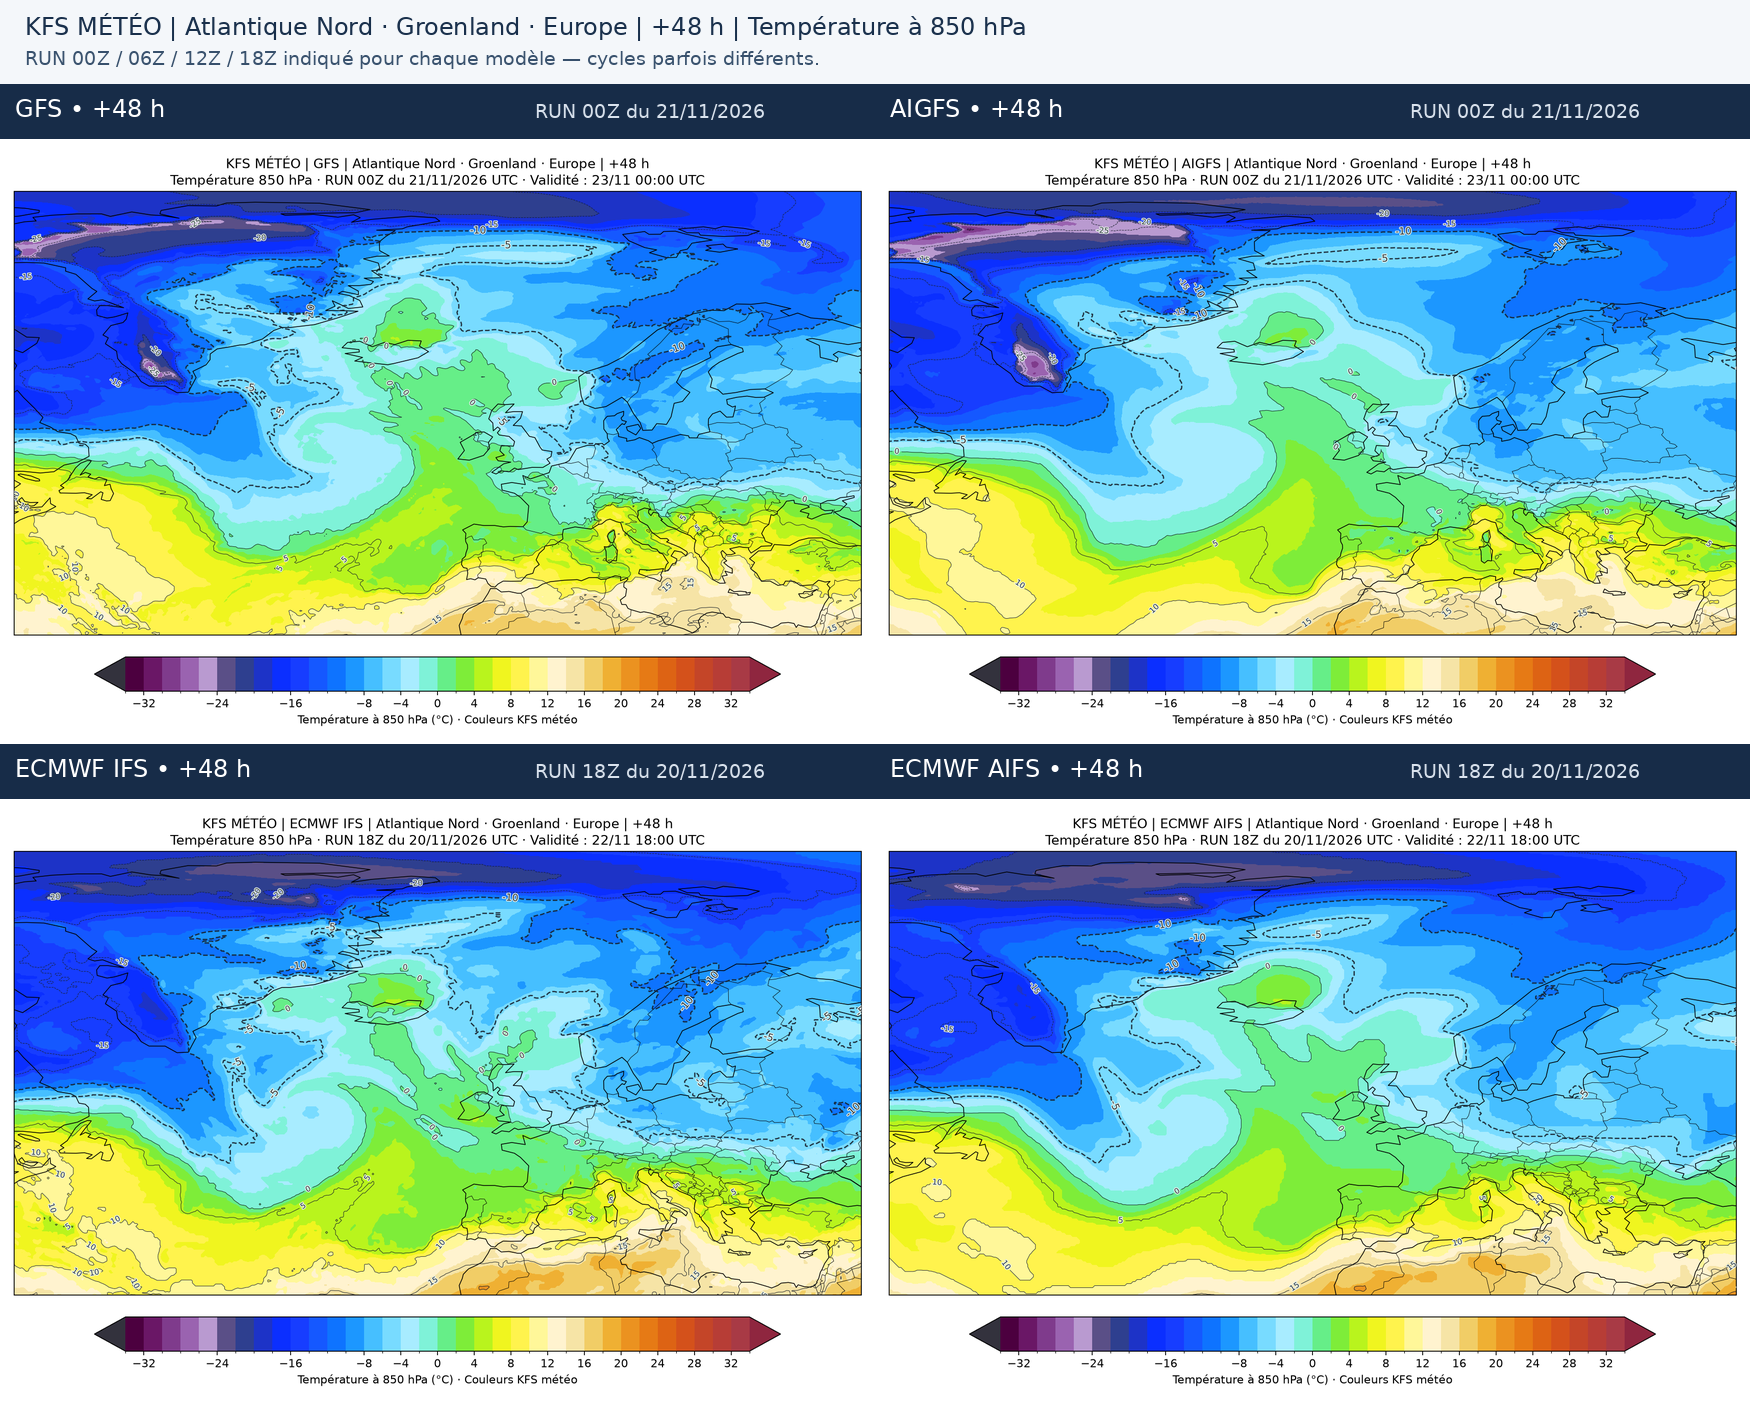 KFS MÉTÉO | Atlantique Nord · Groenland · Europe | +48 h | Température à 850 hPa
RUN 00Z / 06Z / 12Z / 18Z indiqué pour chaque modèle — cycles parfois différents.
GFS • +48 h
RUN 00Z du 21/11/2026
AIGFS • +48 h
RUN 00Z du 21/11/2026
KFS MÉTÉO | GFS | Atlantique Nord · Groenland · Europe | +48 h
Température 850 hPa · RUN 00Z du 21/11/2026 UTC · Validité : 23/11 00:00 UTC
KFS MÉTÉO | AIGFS | Atlantique Nord · Groenland · Europe | +48 h
Température 850 hPa · RUN 00Z du 21/11/2026 UTC · Validité : 23/11 00:00 UTC
−32 −24 −16 −8 −4 0 4 8 12 16 20 24 28 32
Température à 850 hPa (°C) · Couleurs KFS météo
−32 −24 −16 −8 −4 0 4 8 12 16 20 24 28 32
Température à 850 hPa (°C) · Couleurs KFS météo
ECMWF IFS • +48 h
RUN 18Z du 20/11/2026
ECMWF AIFS • +48 h
RUN 18Z du 20/11/2026
KFS MÉTÉO | ECMWF IFS | Atlantique Nord · Groenland · Europe | +48 h
Température 850 hPa · RUN 18Z du 20/11/2026 UTC · Validité : 22/11 18:00 UTC
KFS MÉTÉO | ECMWF AIFS | Atlantique Nord · Groenland · Europe | +48 h
Température 850 hPa · RUN 18Z du 20/11/2026 UTC · Validité : 22/11 18:00 UTC
−32 −24 −16 −8 −4 0 4 8 12 16 20 24 28 32
Température à 850 hPa (°C) · Couleurs KFS météo
−32 −24 −16 −8 −4 0 4 8 12 16 20 24 28 32
Température à 850 hPa (°C) · Couleurs KFS météo